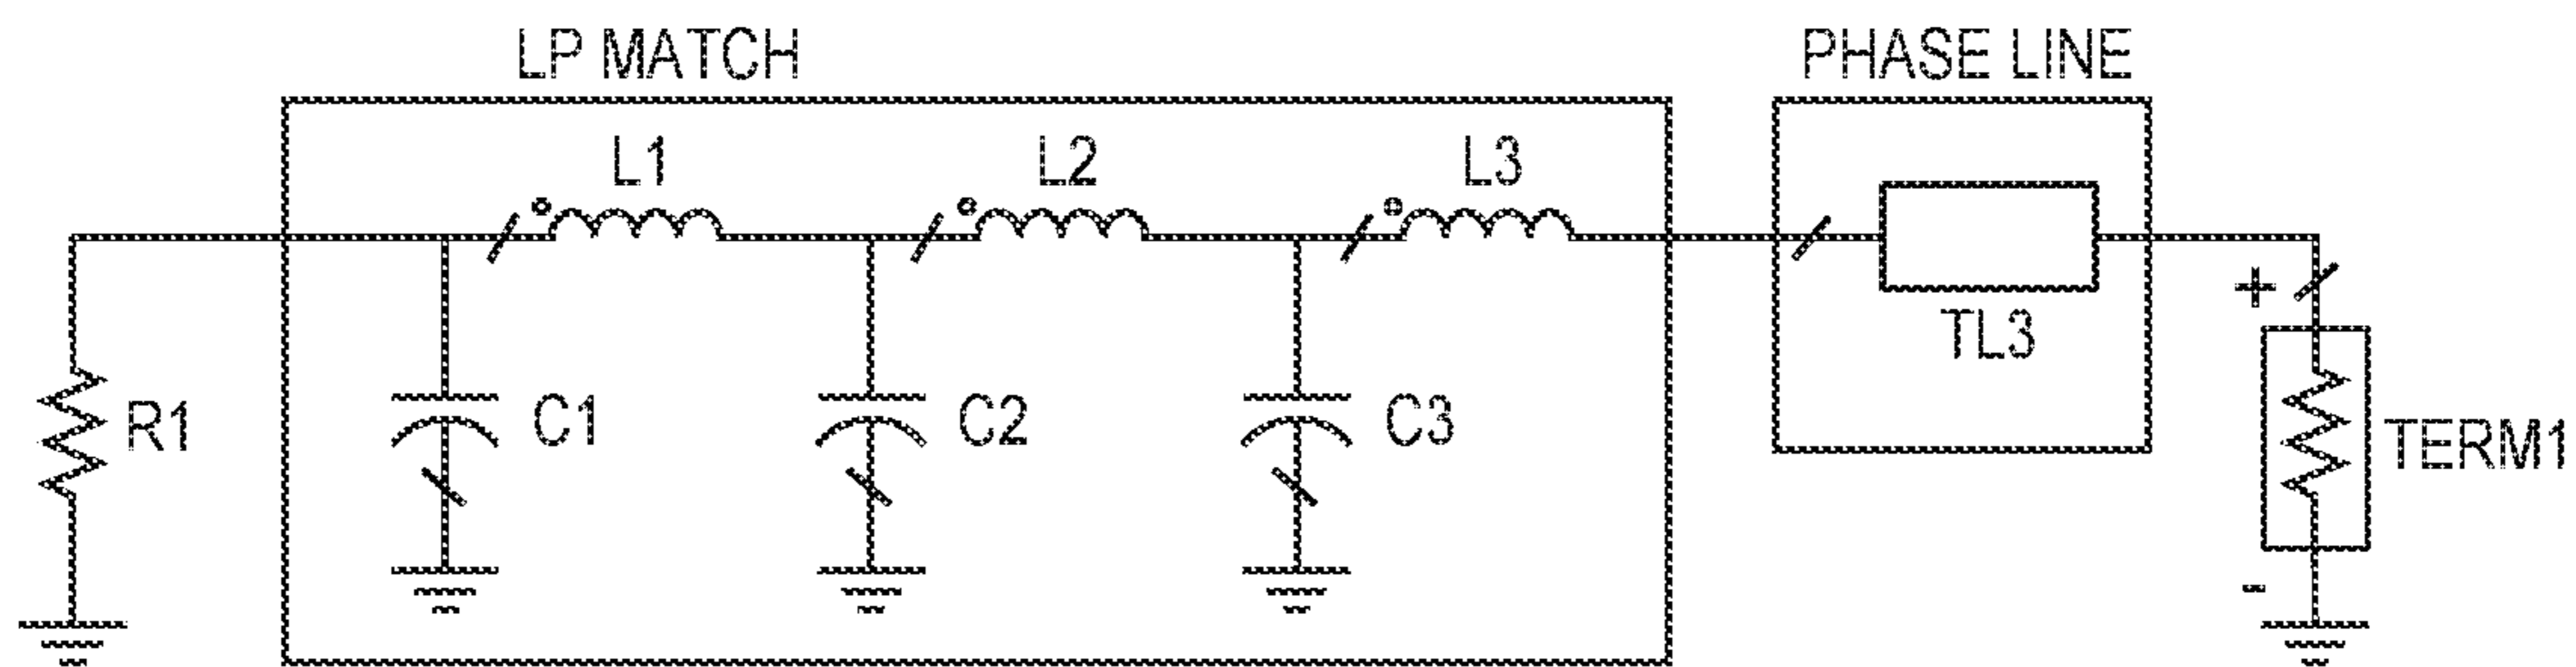 LP MATCH
PHASE LINE
L1
L2
L3
TL3
+
R1
C1
C2
C3
TERM1
-